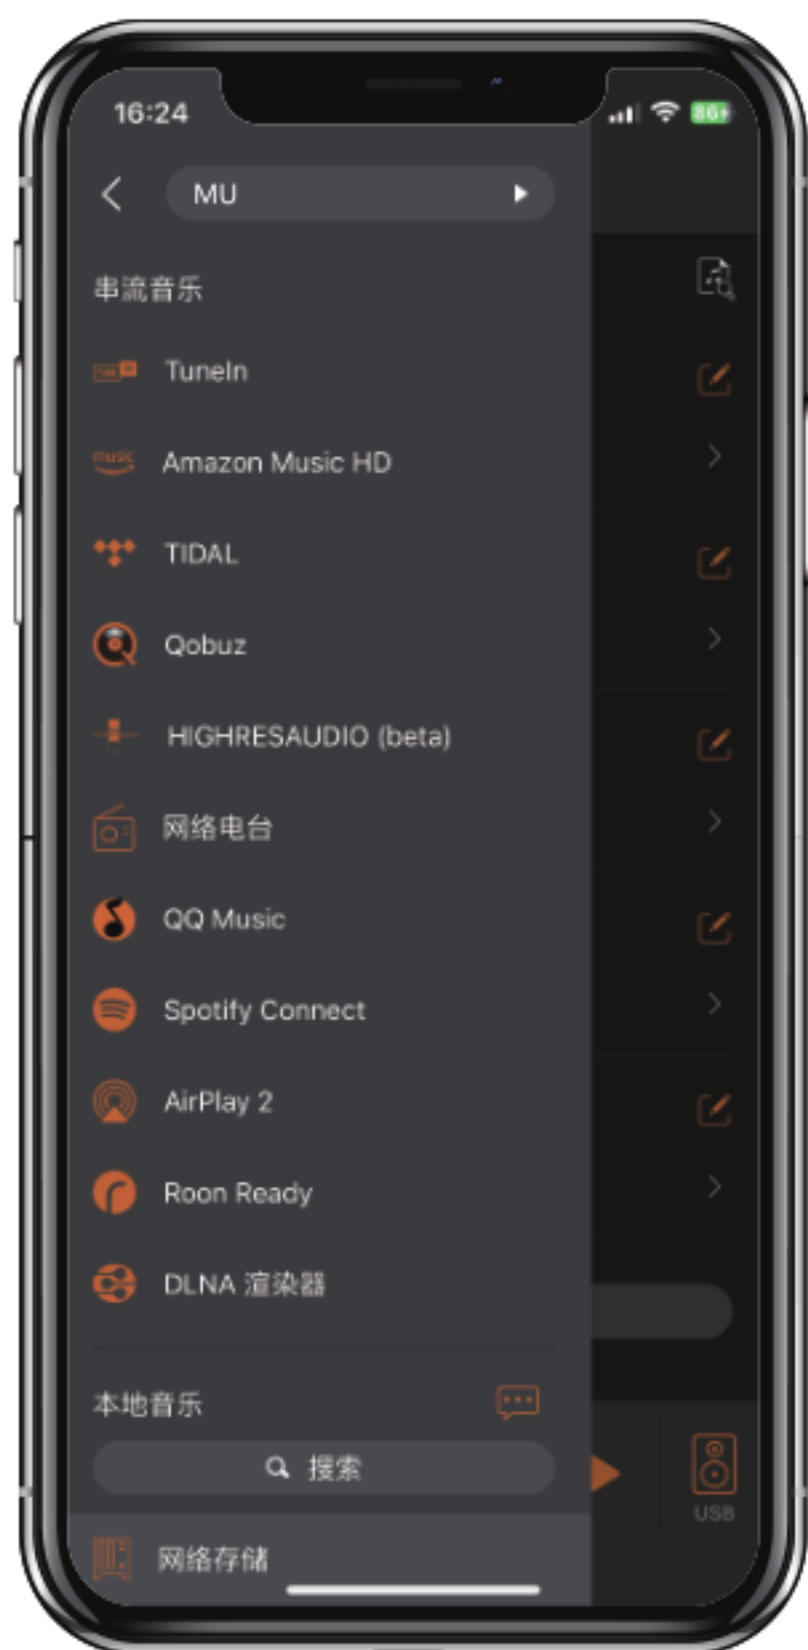 16:24
86+
MU
串流音乐
TuneIn
music
Amazon Music HD
TIDAL
Qobuz
HIGHRESAUDIO (beta)
网络电台
QQ Music
Spotify Connect
AirPlay 2
Roon Ready
DLNA 渲染器
本地音乐
搜索
USB
网络存储